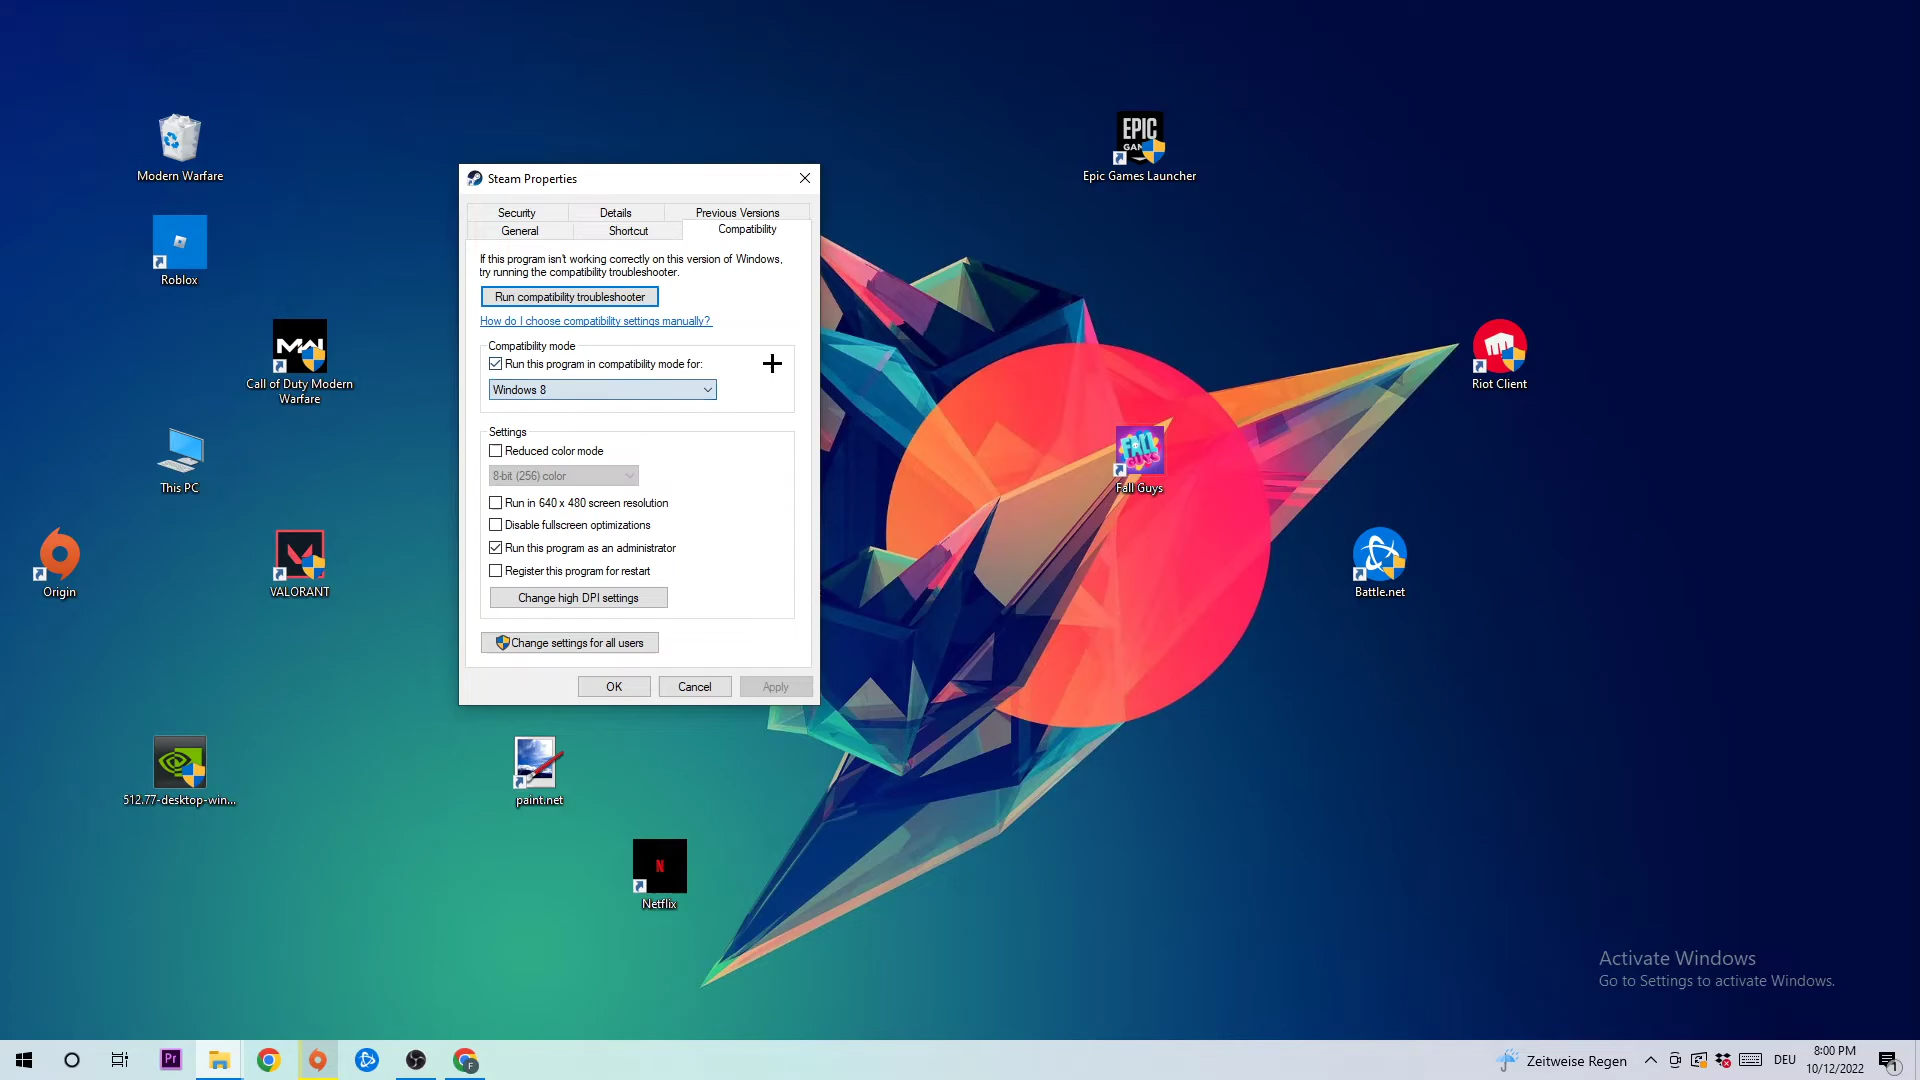 Modern Warfare
Roblox
Call of Duty Modern
Warfare
This PC
Origin
VALORANT
512.77-desktop-win...
paint.net
N
Netflix
EPIC
GAM
Epic Games Launcher
Riot Client
FALL
GUYS
Fall Guys
Battle.net
Steam Properties
Security
Details
Previous Versions
General
Shortcut
Compatibility
If this program isn't working correctly on this version of Windows,
try running the compatibility troubleshooter.
Run compatibility troubleshooter
How do I choose compatibility settings manually?
Compatibility mode
Run this program in compatibility mode for:
Windows 8
Settings
Reduced color mode
8-bit (256) color
Run in 640 x 480 screen resolution
Disable fullscreen optimizations
Run this program as an administrator
Register this program for restart
Change high DPI settings
Change settings for all users
OK
Cancel
Apply
Activate Windows
Go to Settings to activate Windows.
Pr
F
Zeitweise Regen
DEU
8:00 PM
10/12/2022
1